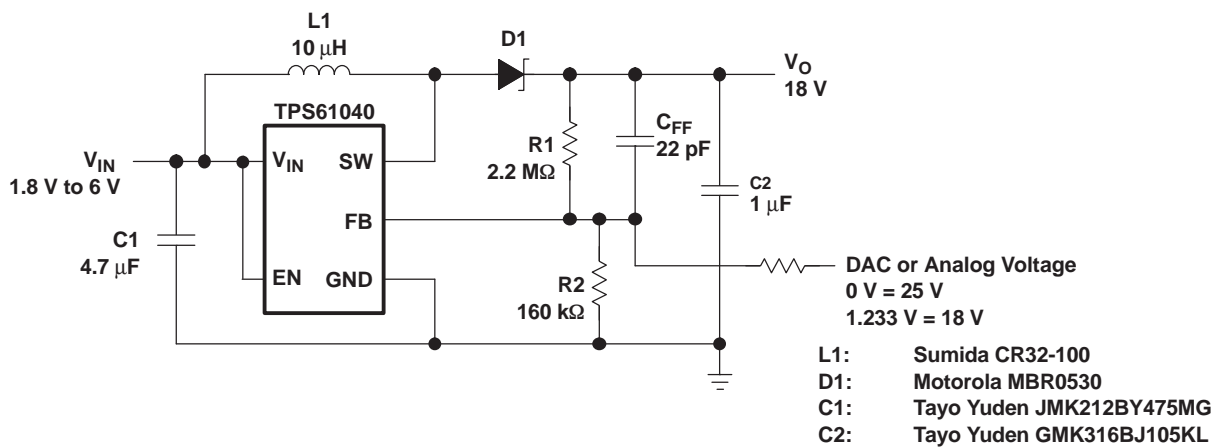 L1
10 μH
D1
VO
18 V
TPS61040
VIN
1.8 V to 6 V
VIN
SW
R1
2.2 MΩ
CFF
22 pF
C2
1 μF
FB
C1
4.7 μF
EN
GND
R2
160 kΩ
DAC or Analog Voltage
0 V = 25 V
1.233 V = 18 V
L1: Sumida CR32-100
D1: Motorola MBR0530
C1: Tayo Yuden JMK212BY475MG
C2: Tayo Yuden GMK316BJ105KL